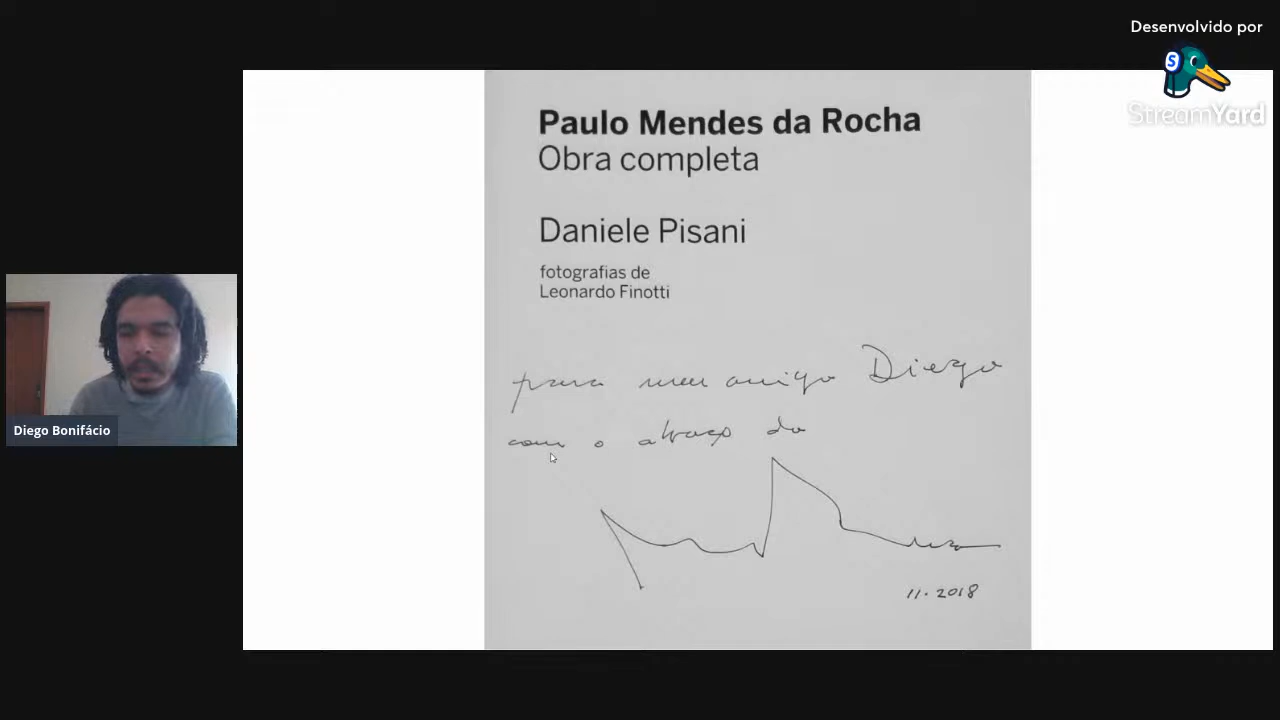 Desenvolvido por
S
StreamYard
Paulo Mendes da Rocha
Obra completa
Daniele Pisani
fotografias de
Leonardo Finotti
para meu amigo Diego
com o abraço do
11. 2018
Diego Bonifácio